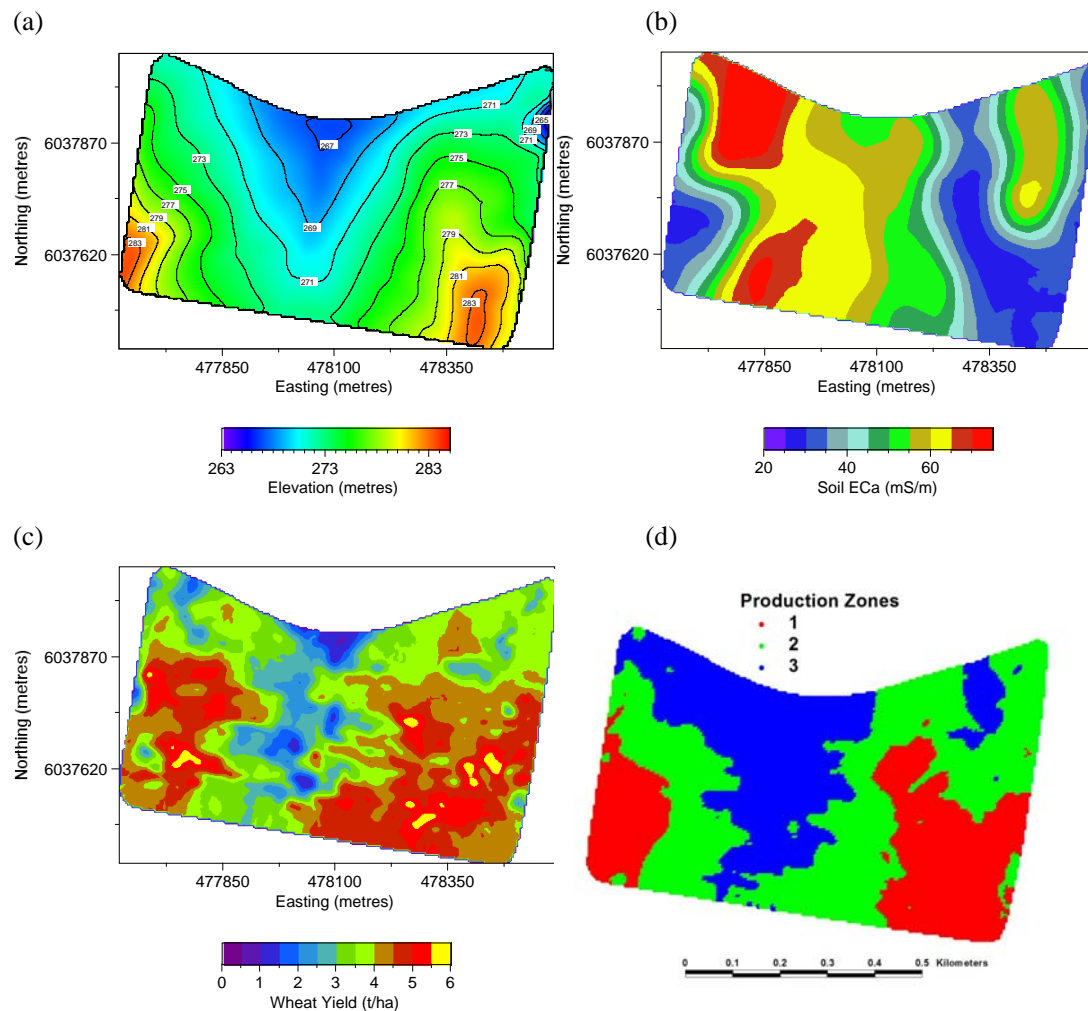 (a)
Northing (metres)
6037870
6037620
273
275
277
279
281
283
267
269
271
271
273
275
277
279
281
283
265
269
271
477850 478100 478350
Easting (metres)
263 273 283
Elevation (metres)
(b)
Northing (metres)
6037870
6037620
477850 478100 478350
Easting (metres)
20 40 60
Soil ECa (mS/m)
(c)
Northing (metres)
6037870
6037620
477850 478100 478350
Easting (metres)
0 1 2 3 4 5 6
Wheat Yield (t/ha)
(d)
Production Zones
1
2
3
0 0.1 0.2 0.3 0.4 0.5 Kilometers